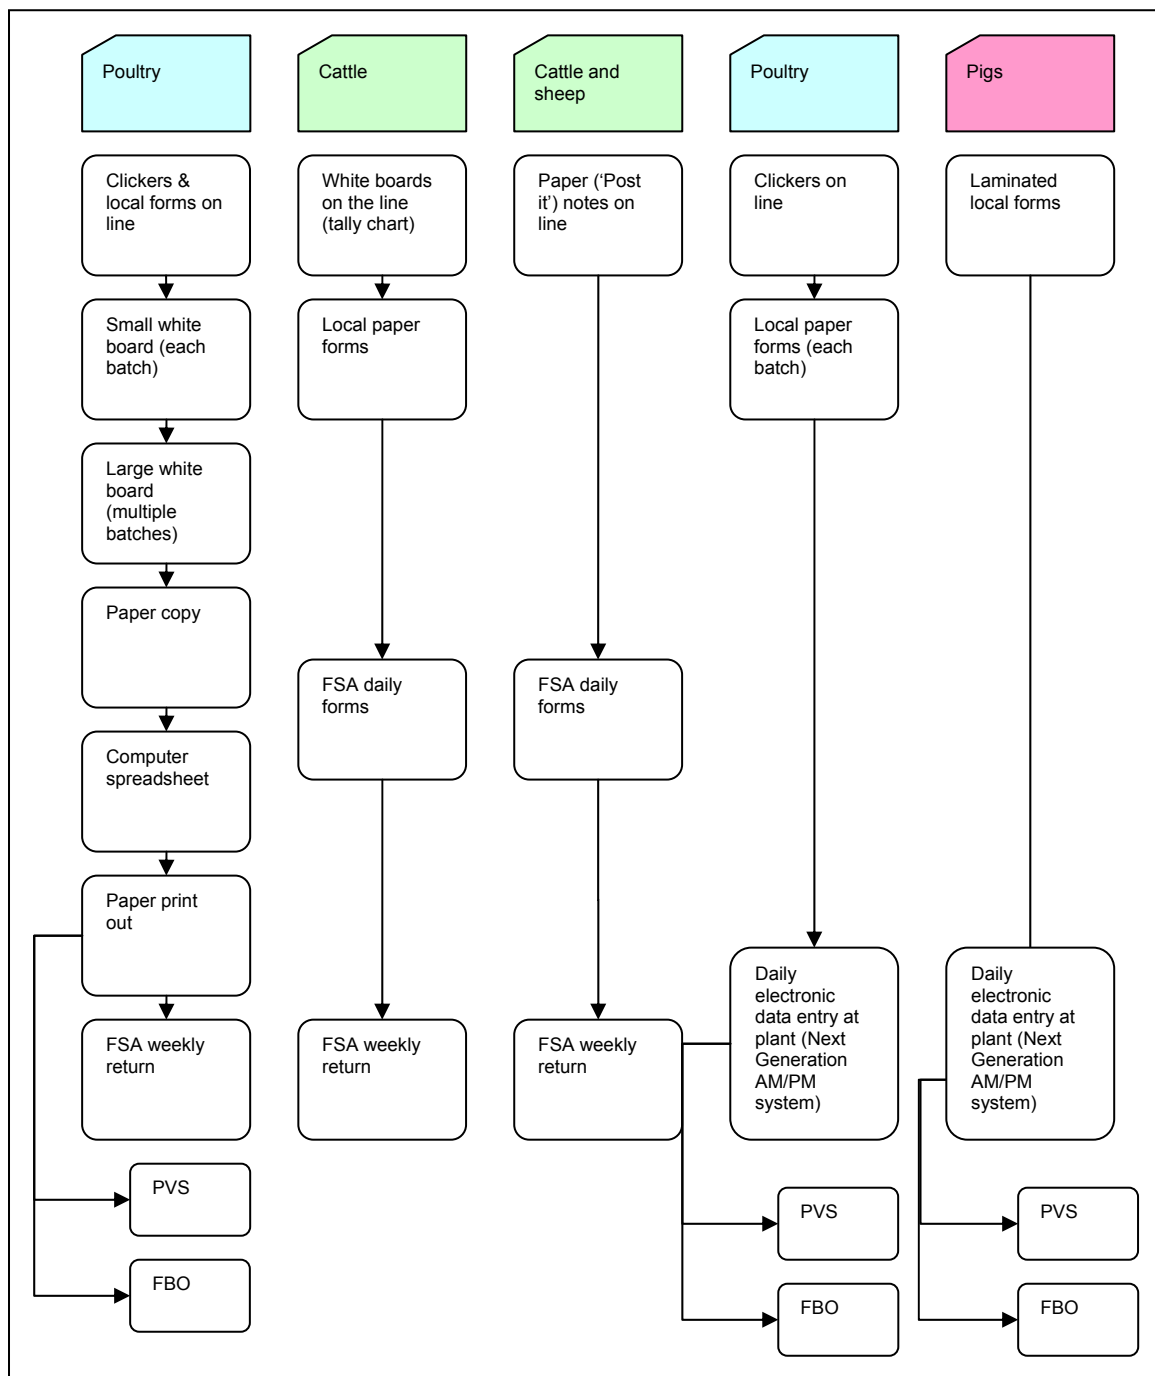 Poultry
Cattle
Cattle and
sheep
Poultry
Pigs
Clickers &
local forms on
line
White boards
on the line
(tally chart)
Paper (‘Post
it’) notes on
line
Clickers on
line
Laminated
local forms
Small white
board (each
batch)
Local paper
forms
Local paper
forms (each
batch)
Large white
board
(multiple
batches)
Paper copy
FSA daily
forms
FSA daily
forms
Computer
spreadsheet
Paper print
out
Daily
electronic
data entry at
plant (Next
Generation
AM/PM
system)
Daily
electronic
data entry at
plant (Next
Generation
AM/PM
system)
FSA weekly
return
FSA weekly
return
FSA weekly
return
PVS
PVS
PVS
FBO
FBO
FBO